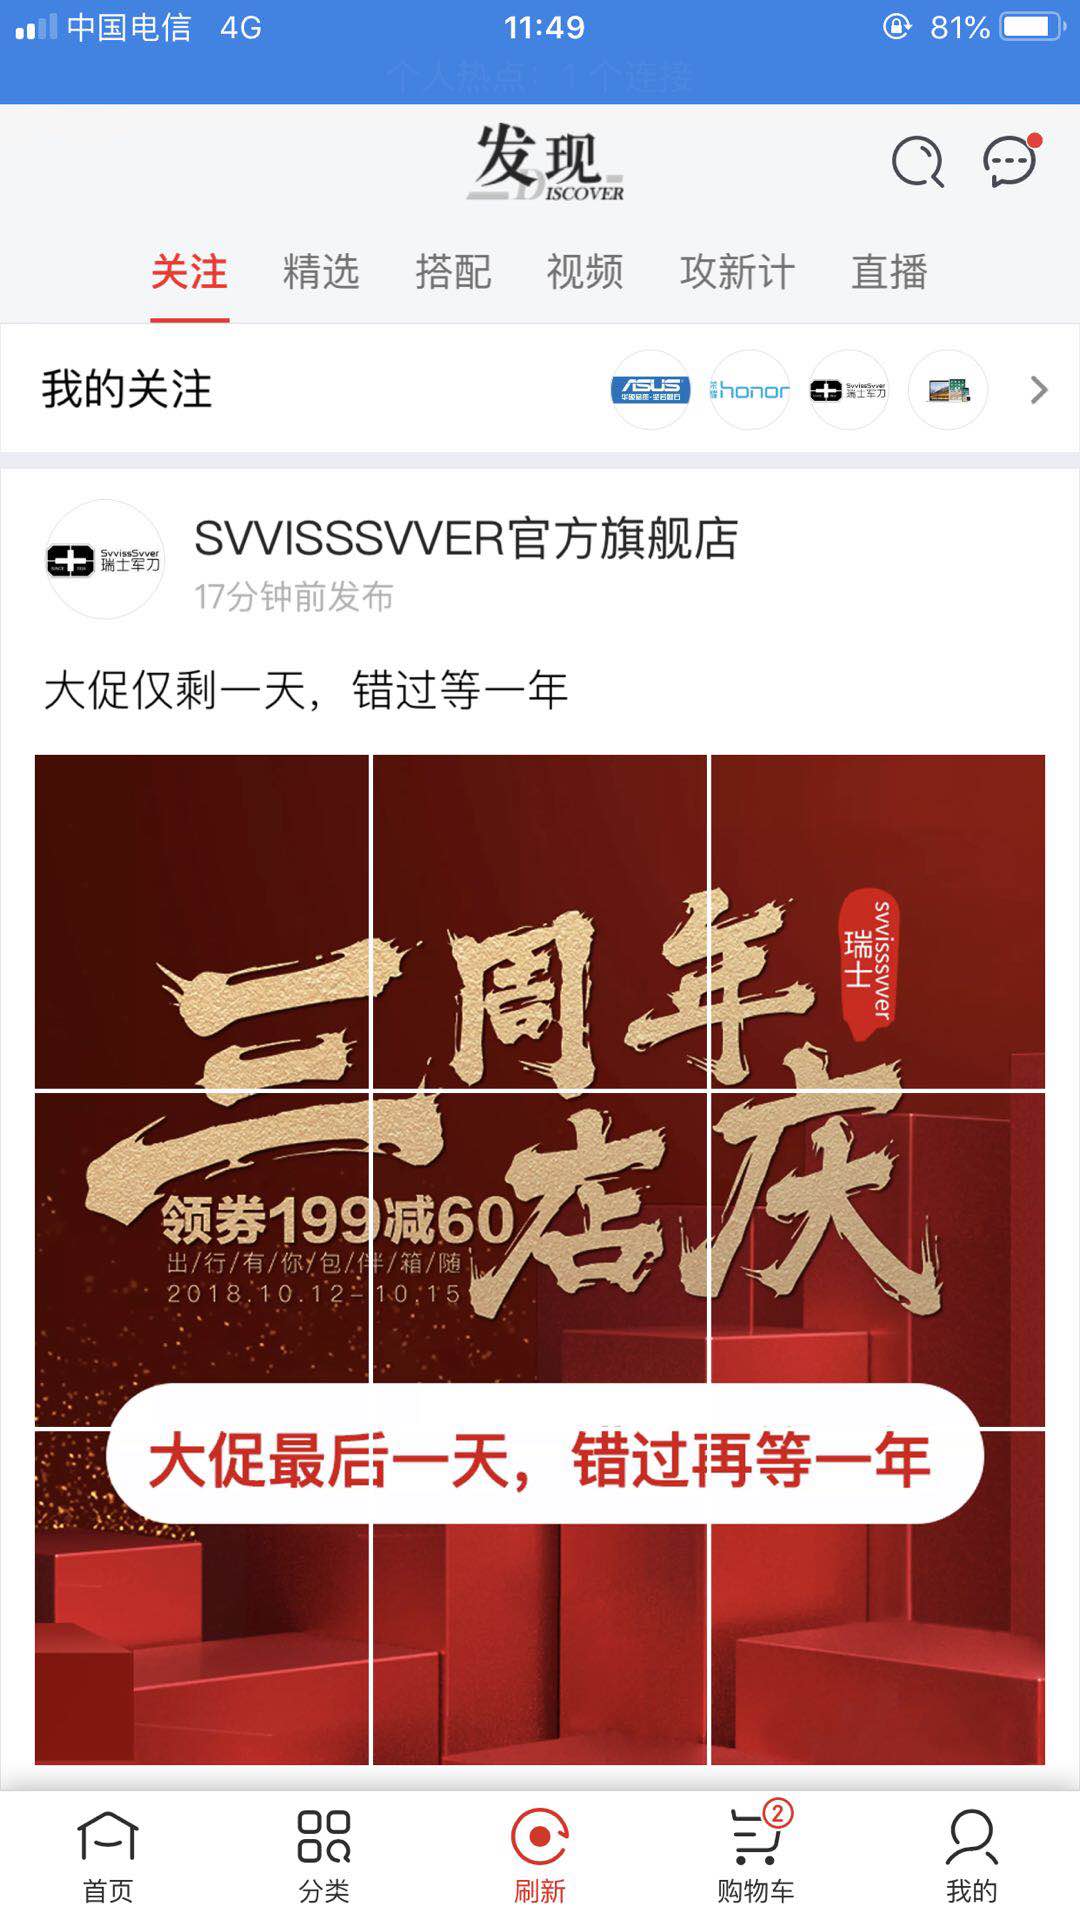 中国电信 4G 11:49 81%
个人热点：1 个连接
发现
DISCOVER
关注 精选 搭配 视频 攻新计 直播
我的关注
ASUS
华硕品质·坚若磐石
荣耀
honor
SvvissSvver
瑞士军刀
SvvissSvver
瑞士军刀
SVVISSSVVER官方旗舰店
17分钟前发布
大促仅剩一天，错过等一年
三周年
店庆
svvisssvver
瑞士
领券199减60
出/行/有/你/包/伴/箱/随
2018.10.12-10.15
大促最后一天，错过再等一年
2
首页 分类 刷新 购物车 我的